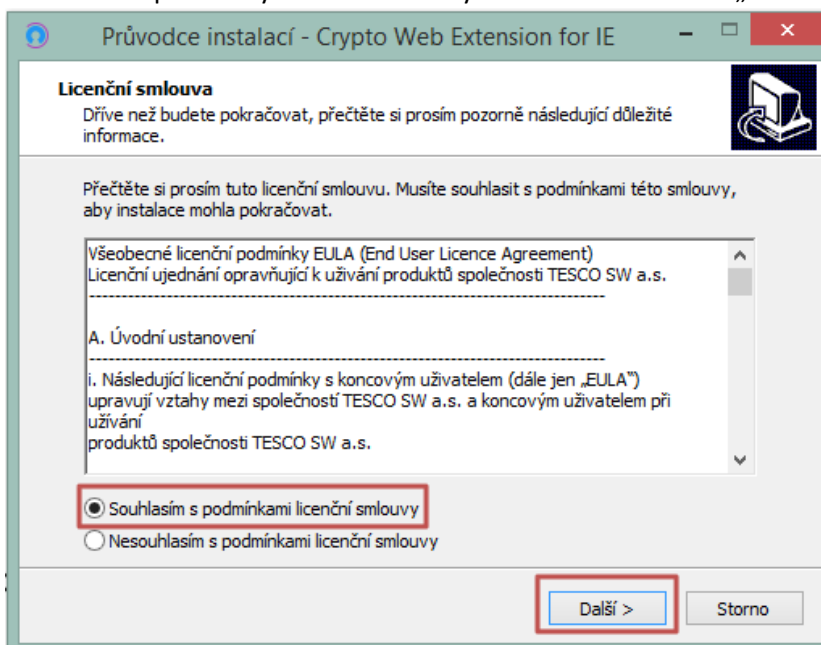 Průvodce instalací - Crypto Web Extension for IE
Licenční smlouva
Dříve než budete pokračovat, přečtěte si prosím pozorně následující důležité
informace.
Přečtěte si prosím tuto licenční smlouvu. Musíte souhlasit s podmínkami této smlouvy,
aby instalace mohla pokračovat.
Všeobecné licenční podmínky EULA (End User Licence Agreement)
Licenční ujednání opravňující k užívání produktů společnosti TESCO SW a.s.
--------------------------------------------------------------------------------
A. Úvodní ustanovení
--------------------------------------------------------------------------------
i. Následující licenční podmínky s koncovým uživatelem (dále jen „EULA")
upravují vztahy mezi společností TESCO SW a.s. a koncovým uživatelem při
užívání
produktů společnosti TESCO SW a.s.
Souhlasím s podmínkami licenční smlouvy
Nesouhlasím s podmínkami licenční smlouvy
Další >
Storno